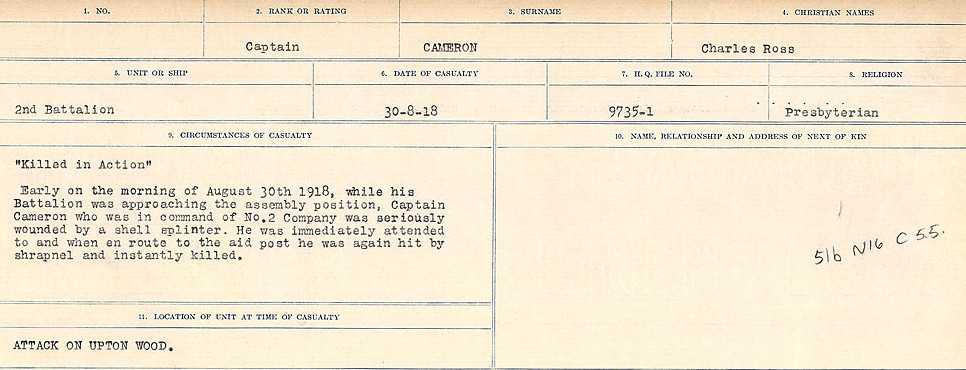 1. NO.
2. RANK OR RATING
3. SURNAME
4. CHRISTIAN NAMES
Captain
CAMERON
Charles Ross
5. UNIT OR SHIP
6. DATE OF CASUALTY
7. H. Q. FILE NO.
8. RELIGION
2nd Battalion
30-8-18
9735-1
Presbyterian
9. CIRCUMSTANCES OF CASUALTY
"Killed in Action"
Early on the morning of August 30th 1918, while his
Battalion was approaching the assembly position, Captain
Cameron who was in command of No.2 Company was seriously
wounded by a shell splinter. He was immediately attended
to and when en route to the aid post he was again hit by
shrapnel and instantly killed.
10. NAME, RELATIONSHIP AND ADDRESS OF NEXT OF KIN
51b N16 C 5.5.
11. LOCATION OF UNIT AT TIME OF CASUALTY
ATTACK ON UPTON WOOD.